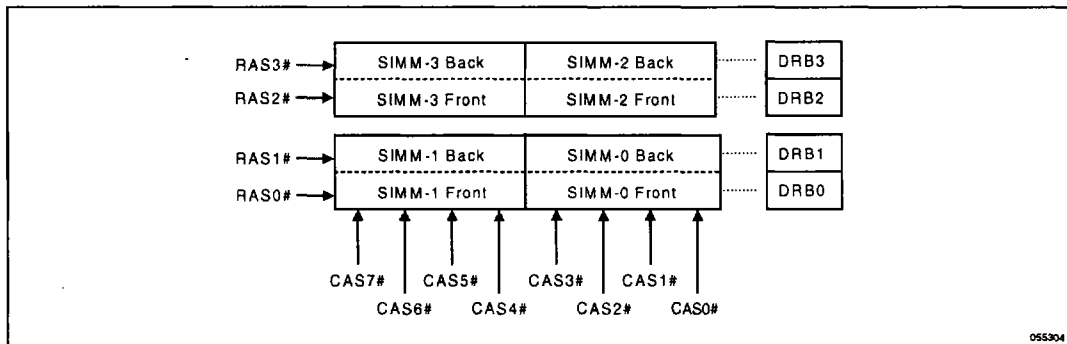 RAS3# SIMM-3 Back SIMM-2 Back DRB3
RAS2# SIMM-3 Front SIMM-2 Front DRB2
RAS1# SIMM-1 Back SIMM-0 Back DRB1
RAS0# SIMM-1 Front SIMM-0 Front DRB0
CAS7# CAS5# CAS3# CAS1#
CAS6# CAS4# CAS2# CAS0#
055304